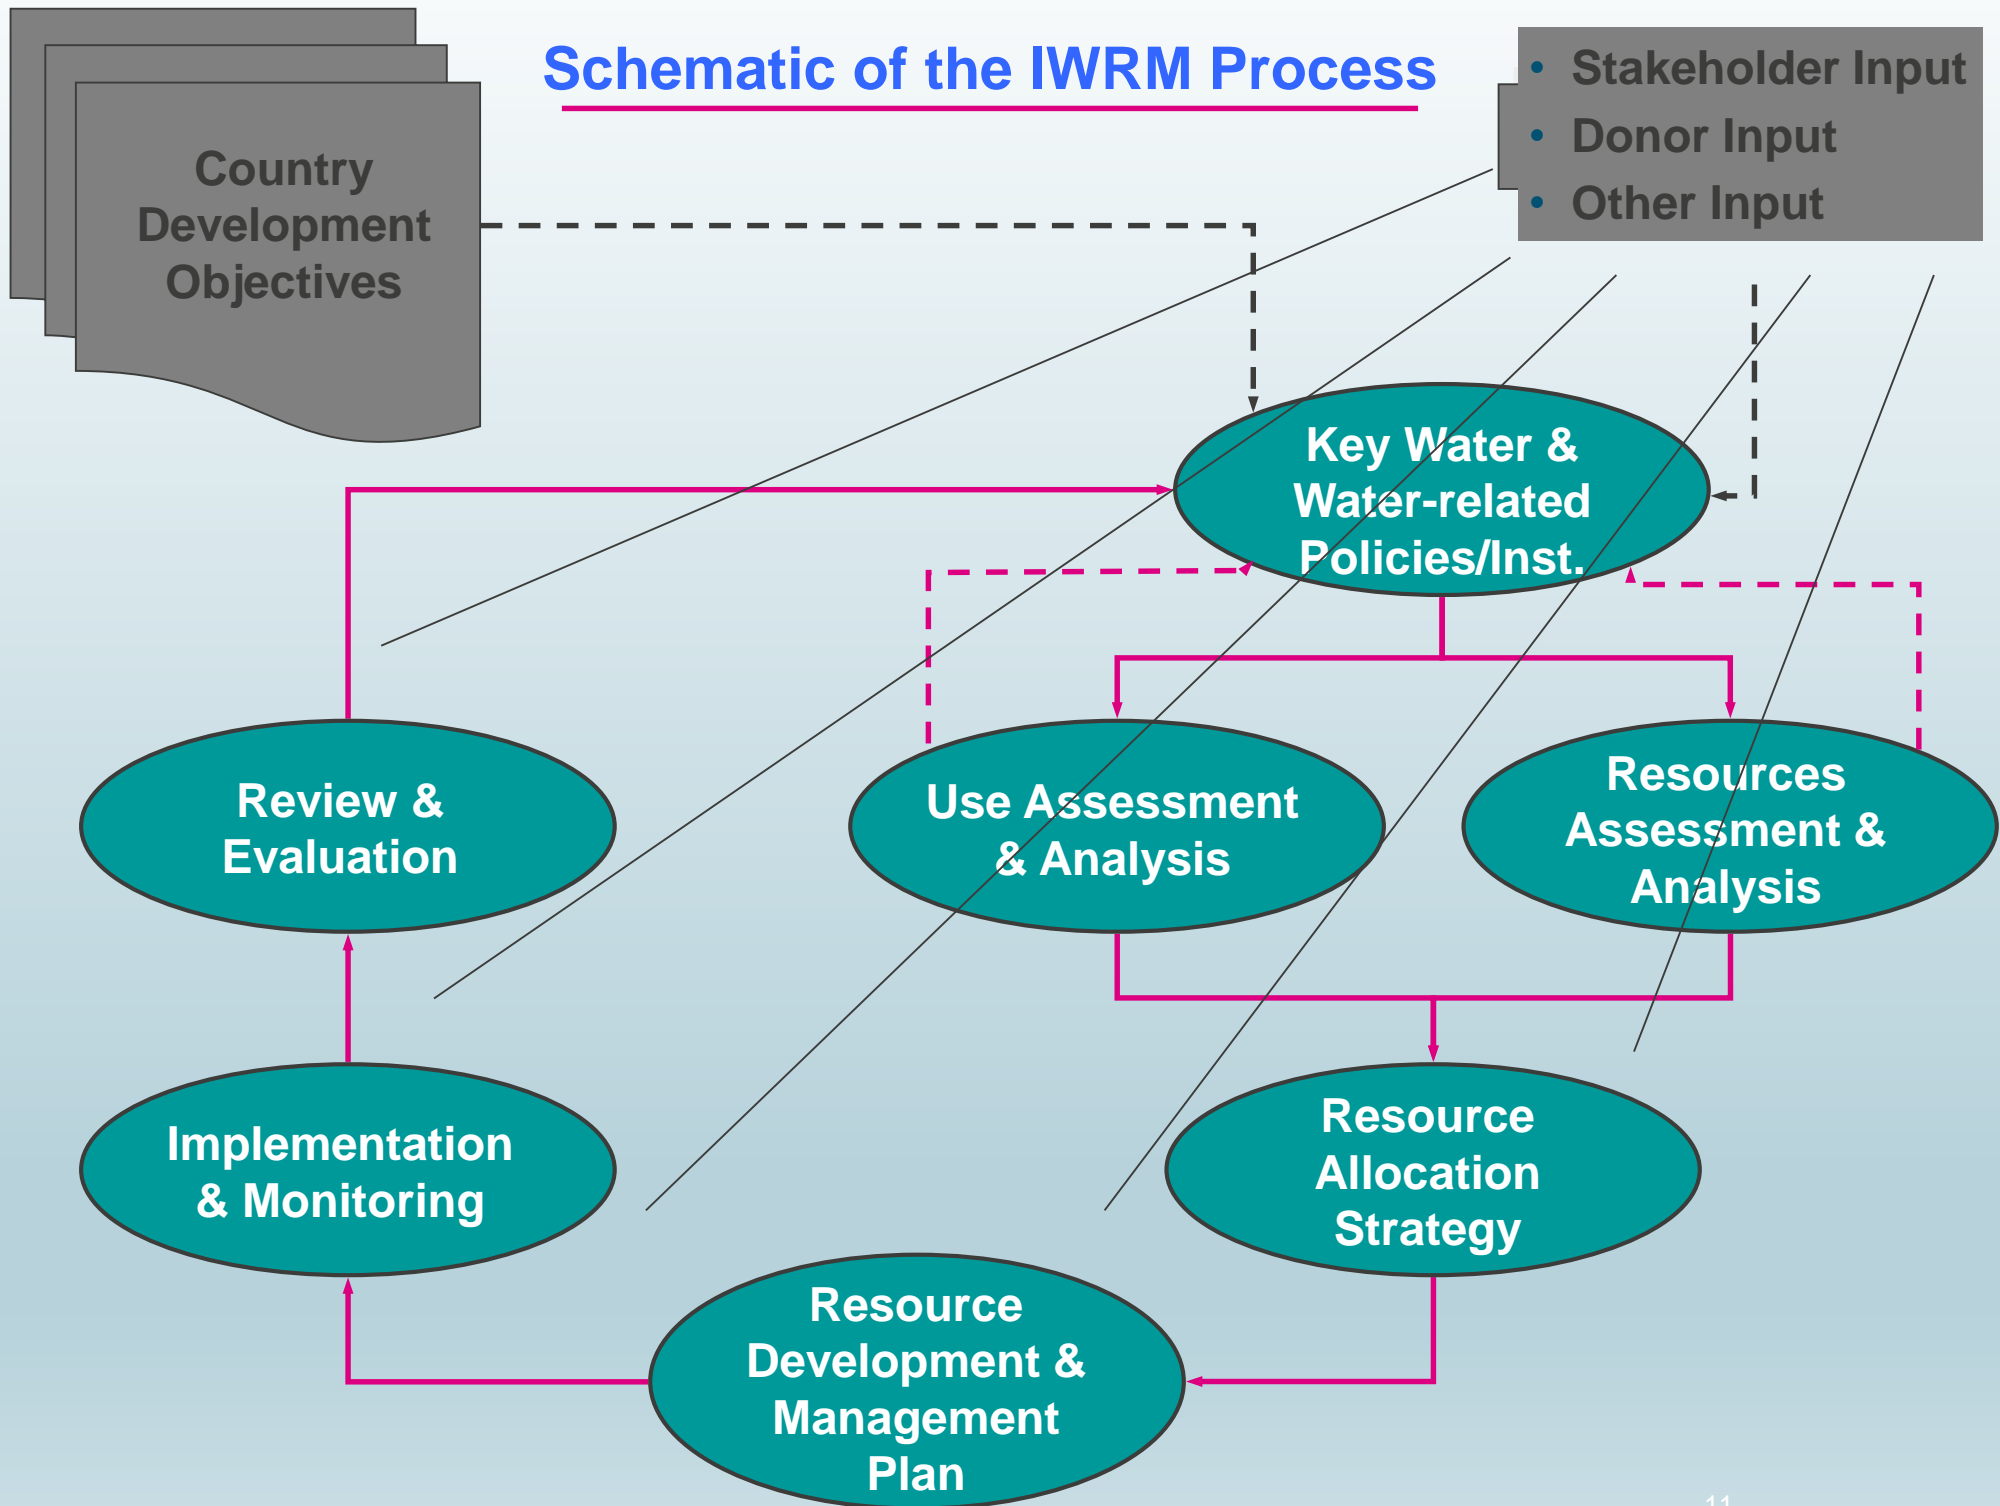 Schematic of the IWRM Process
Country
Development
Objectives
• Stakeholder Input
• Donor Input
• Other Input
Key Water &
Water-related
Policies/Inst.
Review &
Evaluation
Use Assessment
& Analysis
Resources
Assessment &
Analysis
Implementation
& Monitoring
Resource
Allocation
Strategy
Resource
Development &
Management
Plan
11